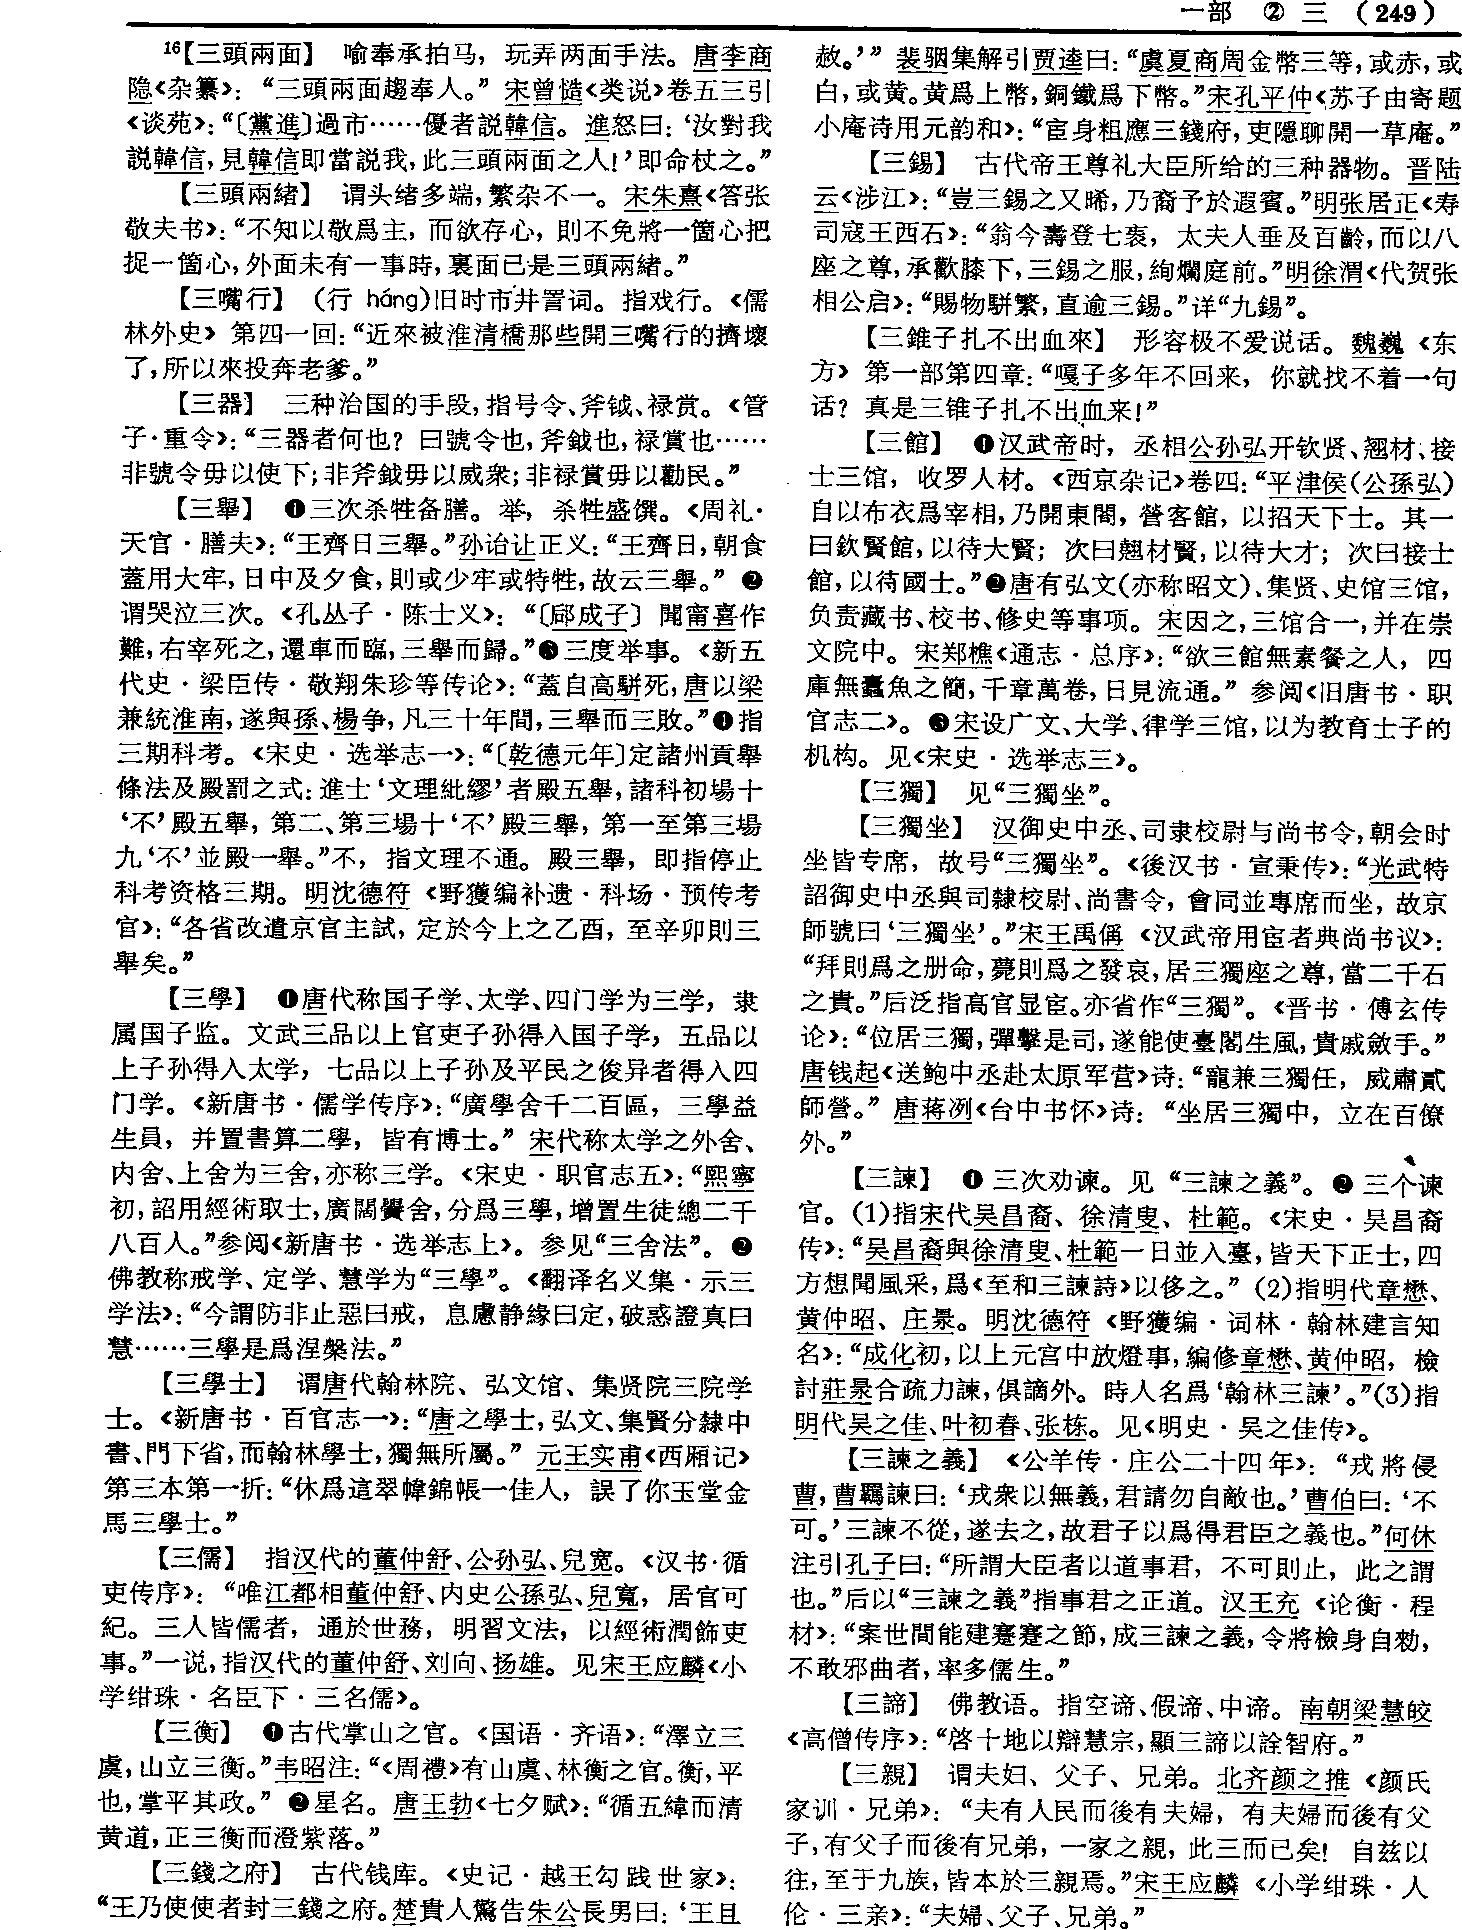 一部 ② 三 (249)
16【三頭兩面】 喻奉承拍马，玩弄两面手法。唐李商
隐《杂纂》：“三頭兩面趨奉人。”宋曾慥《类说》卷五三引
《谈苑》：“〔黨進〕過市……優者説韓信。進怒曰：‘汝對我
説韓信，見韓信即當説我，此三頭兩面之人！’即命杖之。”
【三頭兩緒】 谓头绪多端，繁杂不一。宋朱熹《答张
敬夫书》：“不知以敬爲主，而欲存心，則不免將一箇心把
捉一箇心，外面未有一事時，裏面已是三頭兩緒。”
【三嘴行】 (行 háng)旧时市井詈词。指戏行。《儒
林外史》第四一回：“近來被淮清橋那些開三嘴行的擠壞
了，所以來投奔老爹。”
【三器】 三种治国的手段，指号令、斧钺、禄赏。《管
子·重令》：“三器者何也？曰號令也，斧鉞也，禄賞也……
非號令毋以使下；非斧鉞毋以威衆；非禄賞毋以勸民。”
【三舉】 ❶三次杀牲备膳。举，杀牲盛馔。《周礼·
天官·膳夫》：“王齊日三舉。”孙诒让正义：“王齊日，朝食
蓋用大牢，日中及夕食，則或少牢或特牲，故云三舉。” ❷
谓哭泣三次。《孔丛子·陈士义》：“〔郈成子〕聞甯喜作
難，右宰死之，還車而臨，三舉而歸。”❸三度举事。《新五
代史·梁臣传·敬翔朱珍等传论》：“蓋自高駢死，唐以梁
兼統淮南，遂與孫、楊争，凡三十年間，三舉而三敗。”❹指
三期科考。《宋史·选举志一》：“〔乾德元年〕定諸州貢舉
條法及殿罰之式：進士‘文理紕繆’者殿五舉，諸科初場十
‘不’殿五舉，第二、第三場十‘不’殿三舉，第一至第三場
九‘不’並殿一舉。”不，指文理不通。殿三舉，即指停止
科考资格三期。明沈德符《野獲编补遗·科场·预传考
官》：“各省改遣京官主試，定於今上之乙酉，至辛卯則三
舉矣。”
【三學】 ❶唐代称国子学、太学、四门学为三学，隶
属国子监。文武三品以上官吏子孙得入国子学，五品以
上子孙得入太学，七品以上子孙及平民之俊异者得入四
门学。《新唐书·儒学传序》：“廣學舍千二百區，三學益
生員，并置書算二學，皆有博士。”宋代称太学之外舍、
内舍、上舍为三舍，亦称三学。《宋史·职官志五》：“熙寧
初，詔用經術取士，廣闊黌舍，分爲三學，增置生徒總二千
八百人。”参阅《新唐书·选举志上》。参见“三舍法”。 ❷
佛教称戒学、定学、慧学为“三學”。《翻译名义集·示三
学法》：“今謂防非止惡曰戒，息慮静緣曰定，破惑證真曰
慧……三學是爲涅槃法。”
【三學士】 谓唐代翰林院、弘文馆、集贤院三院学
士。《新唐书·百官志一》：“唐之學士，弘文、集賢分隸中
書、門下省，而翰林學士，獨無所屬。”元王实甫《西厢记》
第三本第一折：“休爲這翠幃錦帳一佳人，誤了你玉堂金
馬三學士。”
【三儒】 指汉代的董仲舒、公孙弘、兒宽。《汉书·循
吏传序》：“唯江都相董仲舒、内史公孫弘、兒寬，居官可
紀。三人皆儒者，通於世務，明習文法，以經術潤飾吏
事。”一说，指汉代的董仲舒、刘向、扬雄。见宋王应麟《小
学绀珠·名臣下·三名儒》。
【三衡】 ❶古代掌山之官。《国语·齐语》：“澤立三
虞，山立三衡。”韦昭注：“《周禮》有山虞、林衡之官。衡，平
也，掌平其政。” ❷星名。唐王勃《七夕赋》：“循五緯而清
黄道，正三衡而澄紫落。”
【三錢之府】 古代钱库。《史记·越王勾践世家》：
“王乃使使者封三錢之府。楚貴人驚告朱公長男曰：‘王且
赦。’”裴骃集解引贾逵曰：“虞夏商周金幣三等，或赤，或
白，或黄。黄爲上幣，銅鐵爲下幣。”宋孔平仲《苏子由寄题
小庵诗用元韵和》：“宦身粗應三錢府，吏隱聊開一草庵。”
【三錫】 古代帝王尊礼大臣所给的三种器物。晋陆
云《涉江》：“豈三錫之又晞，乃裔予於遐賓。”明张居正《寿
司寇王西石》：“翁今壽登七袠，太夫人垂及百齡，而以八
座之尊，承歡膝下，三錫之服，絢爛庭前。”明徐渭《代贺张
相公启》：“賜物駢繁，直逾三錫。”详“九錫”。
【三錐子扎不出血來】 形容极不爱说话。魏巍《东
方》第一部第四章：“嘎子多年不回来，你就找不着一句
话？真是三锥子扎不出血来！”
【三館】 ❶汉武帝时，丞相公孙弘开钦贤、翘材、接
士三馆，收罗人材。《西京杂记》卷四：“平津侯(公孫弘)
自以布衣爲宰相，乃開東閤，營客館，以招天下士。其一
曰欽賢館，以待大賢；次曰翹材賢，以待大才；次曰接士
館，以待國士。”❷唐有弘文(亦称昭文)、集贤、史馆三馆，
负责藏书、校书、修史等事项。宋因之，三馆合一，并在崇
文院中。宋郑樵《通志·总序》：“欲三館無素餐之人，四
庫無蠹魚之簡，千章萬卷，日見流通。”参阅《旧唐书·职
官志二》。 ❸宋设广文、大学、律学三馆，以为教育士子的
机构。见《宋史·选举志三》。
【三獨】 见“三獨坐”。
【三獨坐】 汉御史中丞、司隶校尉与尚书令，朝会时
坐皆专席，故号“三獨坐”。《後汉书·宣秉传》：“光武特
詔御史中丞與司隸校尉、尚書令，會同並專席而坐，故京
師號曰‘三獨坐’。”宋王禹偁《汉武帝用宦者典尚书议》：
“拜則爲之册命，薨則爲之發哀，居三獨座之尊，當二千石
之貴。”后泛指高官显宦。亦省作“三獨”。《晋书·傅玄传
论》：“位居三獨，彈擊是司，遂能使臺閣生風，貴戚斂手。”
唐钱起《送鲍中丞赴太原军营》诗：“寵兼三獨任，威肅貳
師營。”唐蒋洌《台中书怀》诗：“坐居三獨中，立在百僚
外。”
【三諫】 ❶三次劝谏。见“三諫之義”。❷三个谏
官。(1)指宋代吴昌裔、徐清叟、杜範。《宋史·吴昌裔
传》：“吴昌裔與徐清叟、杜範一日並入臺，皆天下正士，四
方想聞風采，爲《至和三諫詩》以侈之。”(2)指明代章懋、
黄仲昭、庄㫤。明沈德符《野獲编·词林·翰林建言知
名》：“成化初，以上元宫中放燈事，編修章懋、黄仲昭，檢
討莊㫤合疏力諫，俱謫外。時人名爲‘翰林三諫’。”(3)指
明代吴之佳、叶初春、张栋。见《明史·吴之佳传》。
【三諫之義】 《公羊传·庄公二十四年》：“戎將侵
曹，曹羈諫曰：‘戎衆以無義，君請勿自敵也。’曹伯曰：‘不
可。’三諫不從，遂去之，故君子以爲得君臣之義也。”何休
注引孔子曰：“所謂大臣者以道事君，不可則止，此之謂
也。”后以“三諫之義”指事君之正道。汉王充《论衡·程
材》：“案世間能建蹇蹇之節，成三諫之義，令將檢身自勑，
不敢邪曲者，率多儒生。”
【三諦】 佛教语。指空谛、假谛、中谛。南朝梁慧皎
《高僧传序》：“啓十地以辯慧宗，顯三諦以詮智府。”
【三親】 谓夫妇、父子、兄弟。北齐颜之推《颜氏
家训·兄弟》：“夫有人民而後有夫婦，有夫婦而後有父
子，有父子而後有兄弟，一家之親，此三而已矣！自兹以
往，至于九族，皆本於三親焉。”宋王应麟《小学绀珠·人
伦·三亲》：“夫婦、父子、兄弟。”